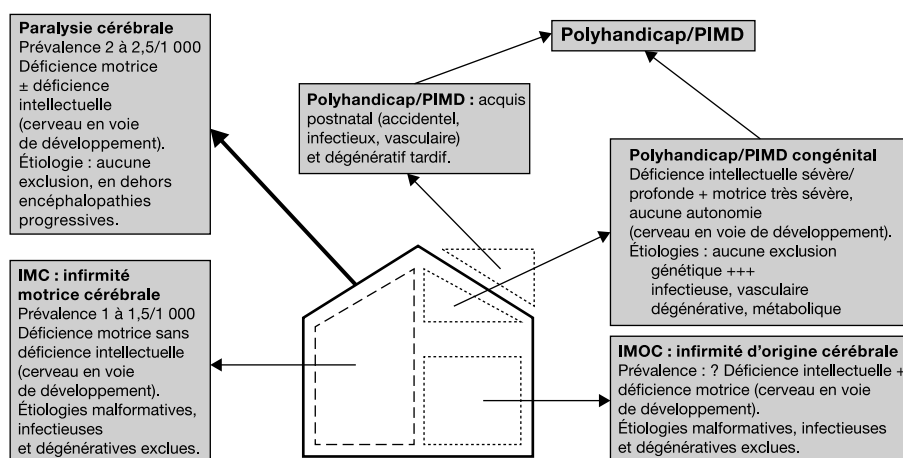 Paralysie cérébrale
Prévalence 2 à 2,5/1 000
Déficience motrice
± déficience
intellectuelle
(cerveau en voie
de développement).
Étiologie : aucune
exclusion, en dehors
encéphalopathies
progressives.
Polyhandicap/PIMD
Polyhandicap/PIMD : acquis
postnatal (accidentel,
infectieux, vasculaire)
et dégénératif tardif.
Polyhandicap/PIMD congénital
Déficience intellectuelle sévère/
profonde + motrice très sévère,
aucune autonomie
(cerveau en voie de développement).
Étiologies : aucune exclusion
génétique +++
infectieuse, vasculaire
dégénérative, métabolique
IMC : infirmité
motrice cérébrale
Prévalence 1 à 1,5/1 000
Déficience motrice sans
déficience intellectuelle
(cerveau en voie
de développement).
Étiologies malformatives,
infectieuses
et dégénératives exclues.
IMOC : infirmité d'origine cérébrale
Prévalence : ? Déficience intellectuelle +
déficience motrice (cerveau en voie
de développement).
Étiologies malformatives, infectieuses
et dégénératives exclues.